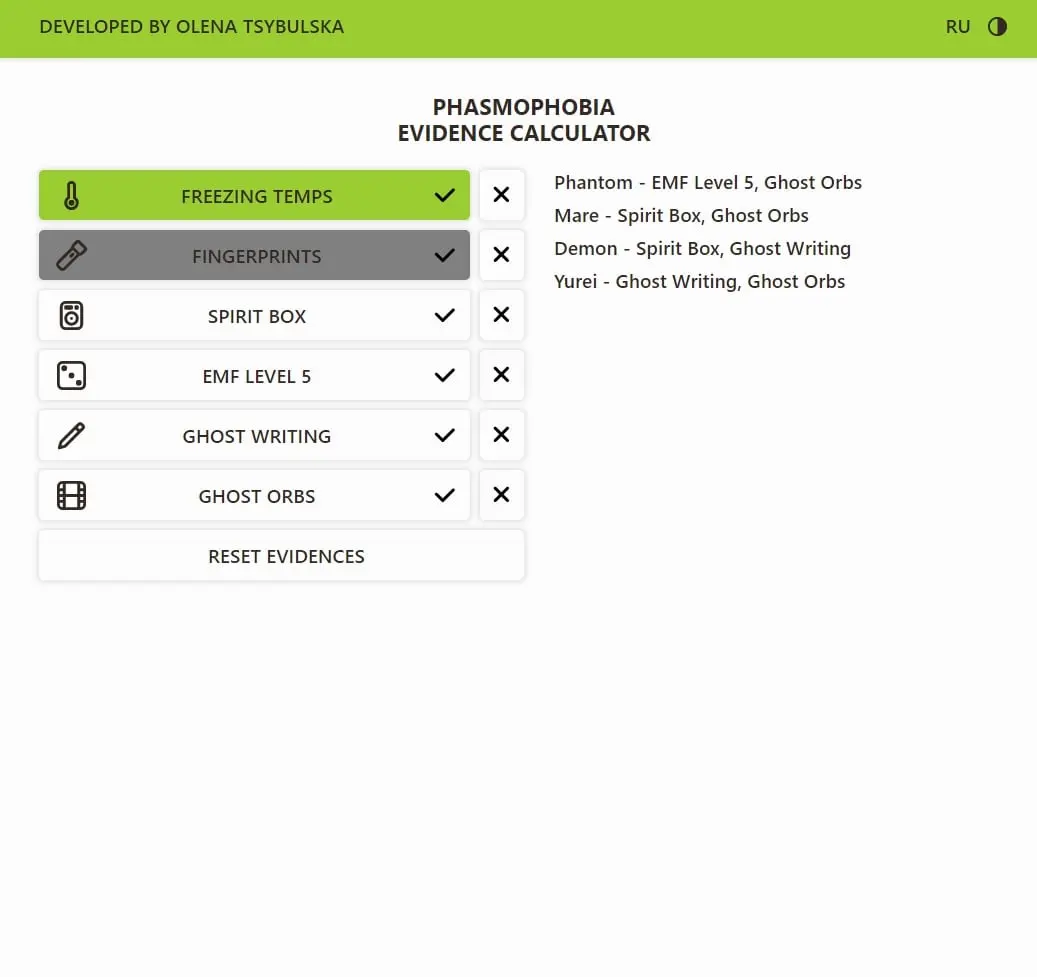 DEVELOPED BY OLENA TSYBULSKA
RU
PHASMOPHOBIA
EVIDENCE CALCULATOR
FREEZING TEMPS
FINGERPRINTS
SPIRIT BOX
EMF LEVEL 5
GHOST WRITING
GHOST ORBS
RESET EVIDENCES
Phantom - EMF Level 5, Ghost Orbs
Mare - Spirit Box, Ghost Orbs
Demon - Spirit Box, Ghost Writing
Yurei - Ghost Writing, Ghost Orbs